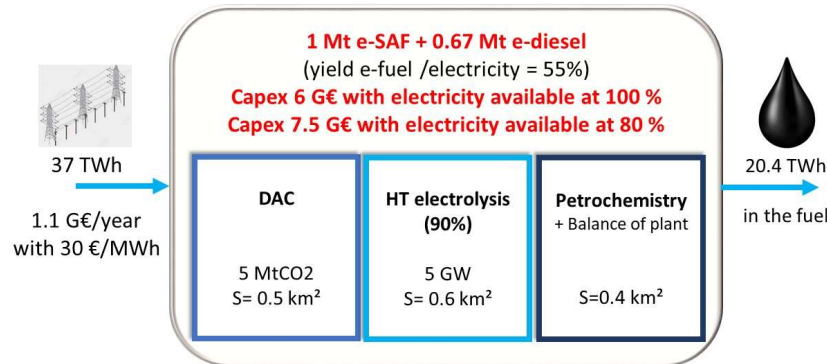 1 Mt e-SAF + 0.67 Mt e-diesel
(yield e-fuel /electricity = 55%)
Capex 6 G€ with electricity available at 100 %
Capex 7.5 G€ with electricity available at 80 %
37 TWh
1.1 G€/year
with 30 €/MWh
DAC
5 MtCO2
S= 0.5 km²
HT electrolysis
(90%)
5 GW
S= 0.6 km²
Petrochemistry
+ Balance of plant
S=0.4 km²
20.4 TWh
in the fuel